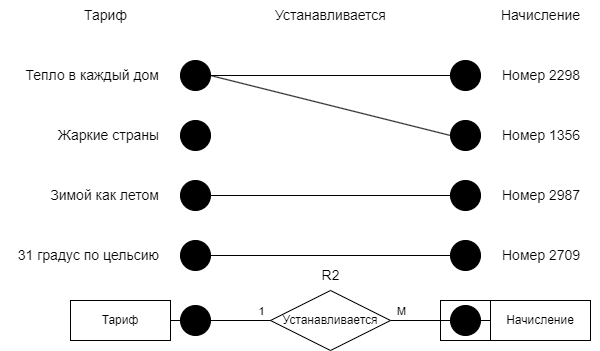 Тариф Устанавливается Начисление
Тепло в каждый дом Номер 2298
Жаркие страны Номер 1356
Зимой как летом Номер 2987
31 градус по цельсию Номер 2709
R2
Тариф 1 Устанавливается M Начисление